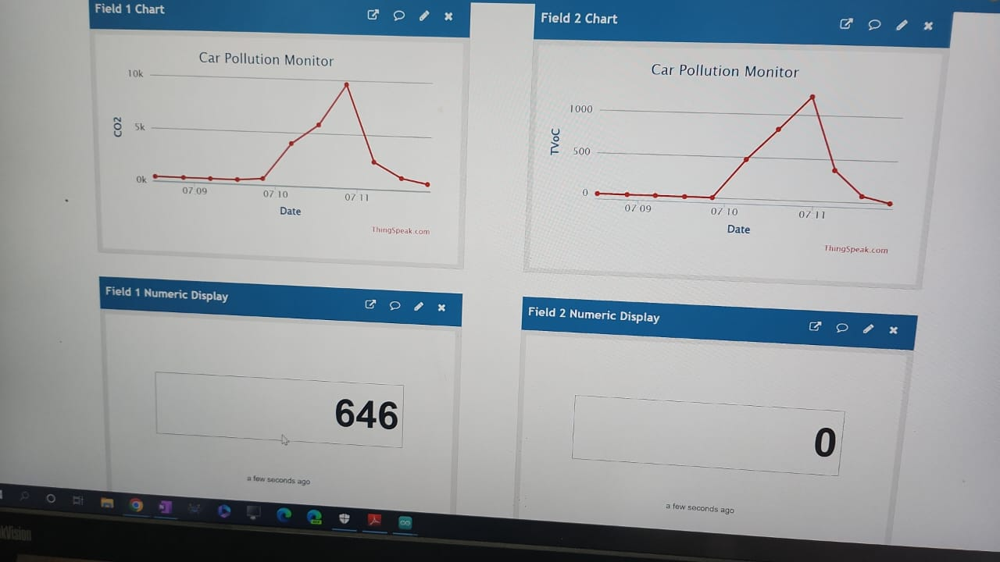 Field 1 Chart
Car Pollution Monitor
10k
5k
0k
CO2
07 09
07 10
07 11
Date
ThingSpeak.com
Field 2 Chart
Car Pollution Monitor
1000
500
0
TVoC
07 09
07 10
07 11
Date
ThingSpeak.com
Field 1 Numeric Display
646
a few seconds ago
Field 2 Numeric Display
0
a few seconds ago
kVision